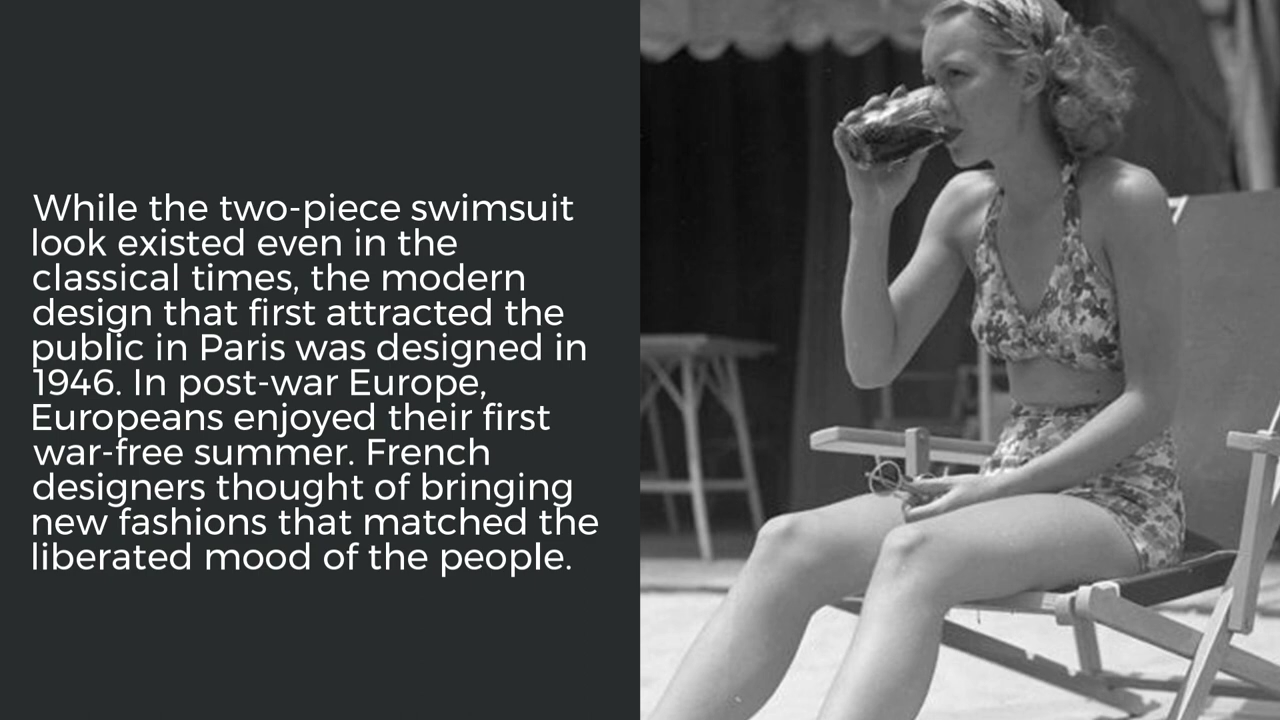 While the two-piece swimsuit
look existed even in the
classical times, the modern
design that first attracted the
public in Paris was designed in
1946. In post-war Europe,
Europeans enjoyed their first
war-free summer. French
designers thought of bringing
new fashions that matched the
liberated mood of the people.